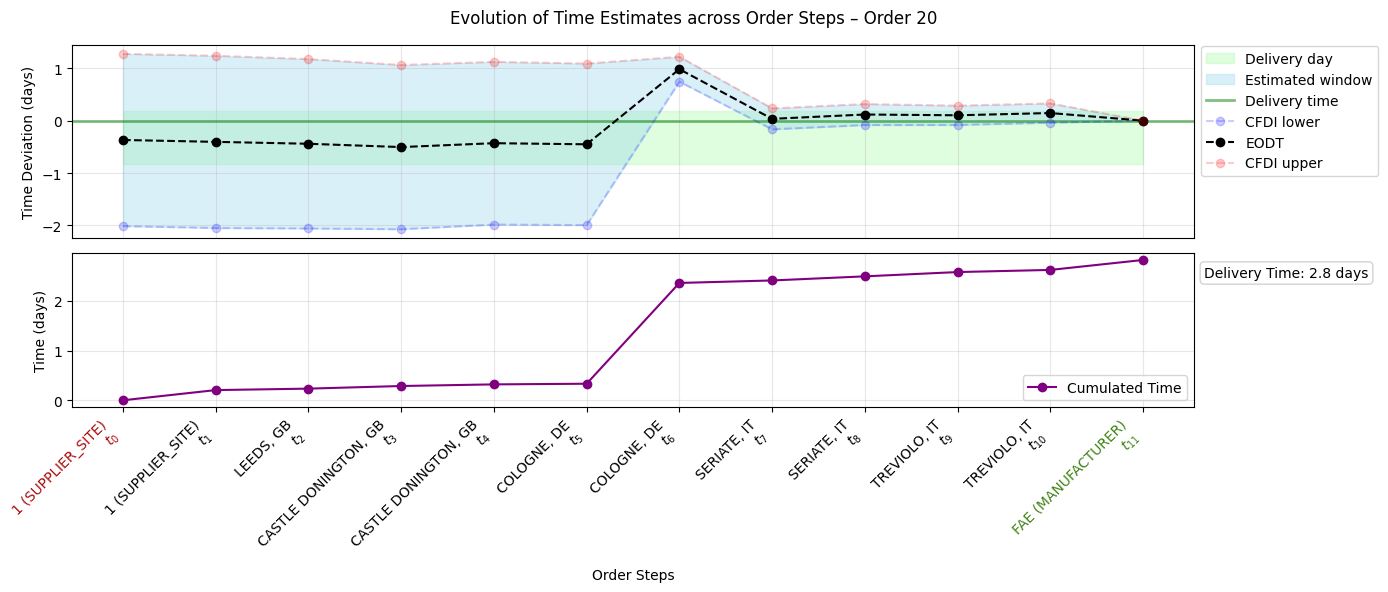 Evolution of Time Estimates across Order Steps – Order 20
Time Deviation (days)
1
0
−1
−2
Delivery day
Estimated window
Delivery time
CFDI lower
EODT
CFDI upper
Time (days)
2
1
0
Cumulated Time
Delivery Time: 2.8 days
1 (SUPPLIER_SITE)
t0
1 (SUPPLIER_SITE)
t1
LEEDS, GB
t2
CASTLE DONINGTON, GB
t3
CASTLE DONINGTON, GB
t4
COLOGNE, DE
t5
COLOGNE, DE
t6
SERIATE, IT
t7
SERIATE, IT
t8
TREVIOLO, IT
t9
TREVIOLO, IT
t10
FAE (MANUFACTURER)
t11
Order Steps